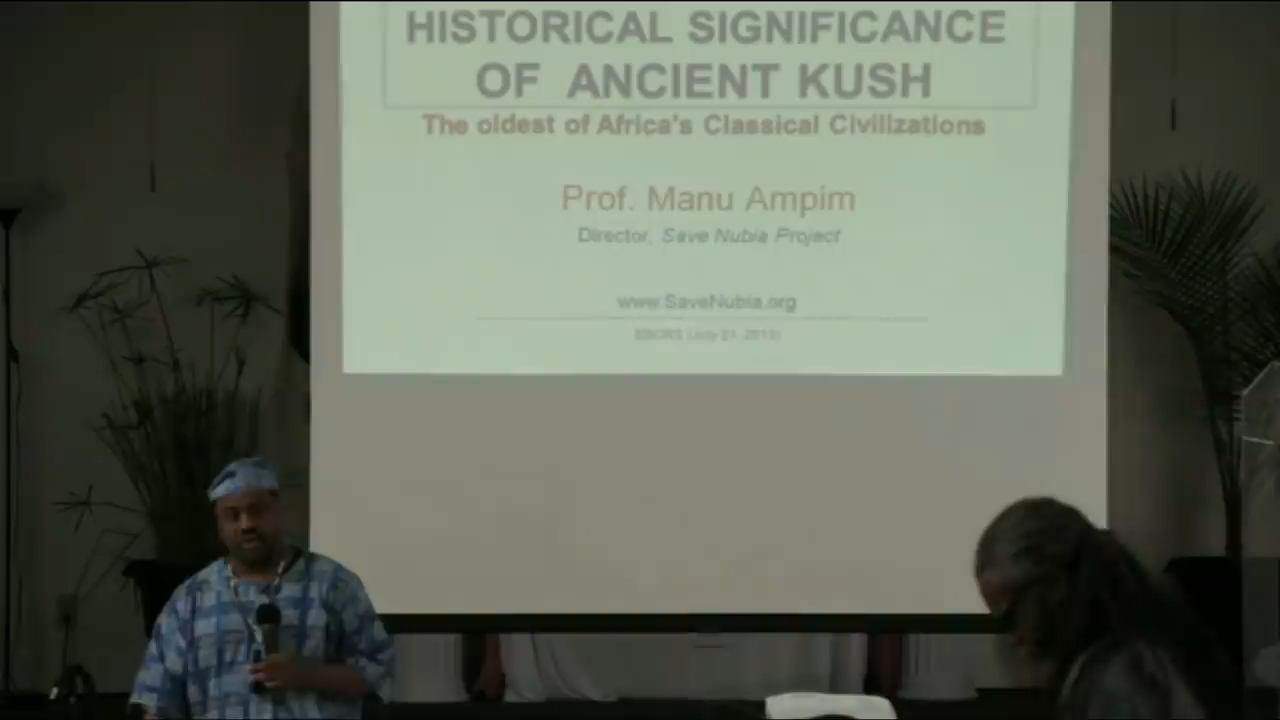 HISTORICAL SIGNIFICANCE
OF ANCIENT KUSH
The oldest of Africa's Classical Civilizations
Prof. Manu Ampim
Director, Save Nubia Project
www.SaveNubia.org